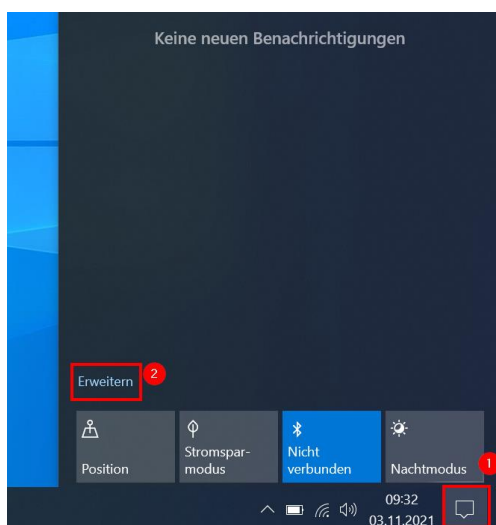 Keine neuen Benachrichtigungen
Erweitern
2
Position
Stromspar-
modus
Nicht
verbunden
Nachtmodus
1
09:32
03.11.2021